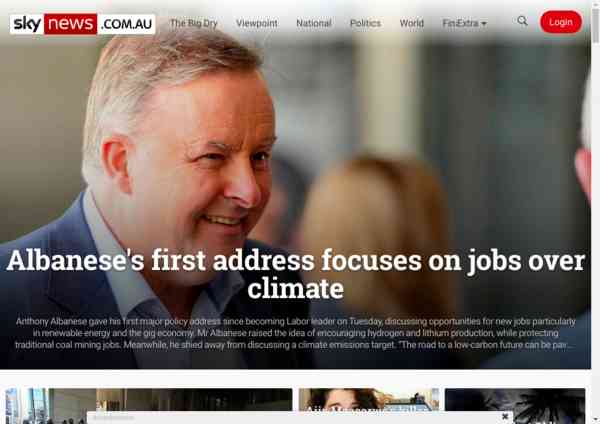 sky news .COM.AU The Big Dry Viewpoint National Politics World Extra Login
Albanese's first address focuses on jobs over
climate
Anthony Albanese gave his first major policy address since becoming Labor leader on Tuesday, discussing opportunities for new jobs particularly
in renewable energy and the gig economy. Mr Albanese raised the idea of encouraging hydrogen and lithium production, while protecting
traditional coal mining jobs. Meanwhile, he shied away from discussing a climate emissions target. "The road to a low-carbon future can be pav...
killer
Advertisement